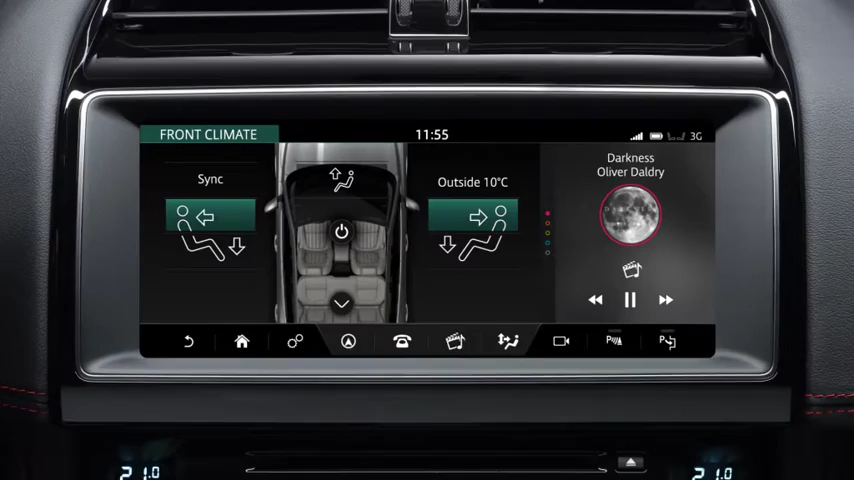 FRONT CLIMATE
11:55
3G
Sync
Outside 10°C
Darkness
Oliver Daldry
21.0
21.0